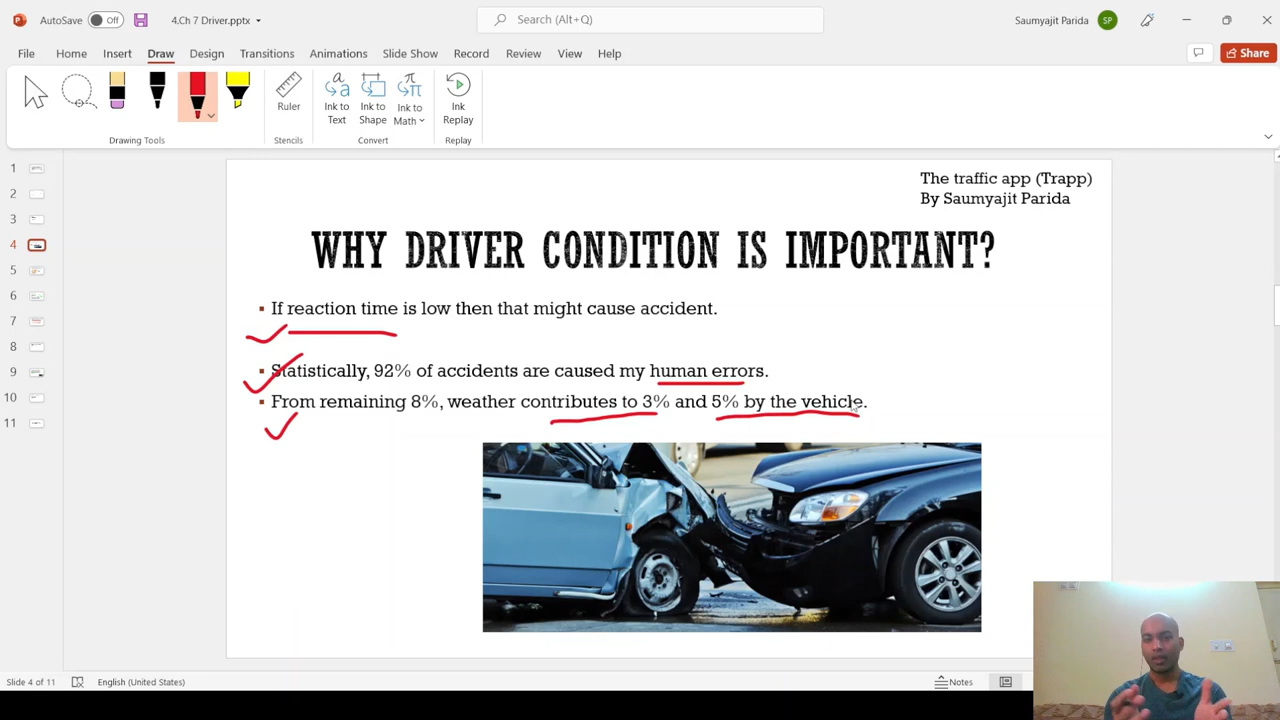 AutoSave Off 4.Ch 7 Driver.pptx Search (Alt+Q) Saumyajit Parida SP
File Home Insert Draw Design Transitions Animations Slide Show Record Review View Help Share
Ruler
Ink to Text
Ink to Shape
Ink to Math
Ink Replay
Drawing Tools Stencils Convert Replay
1
2
3
4
5
6
7
8
9
10
11
The traffic app (Trapp)
By Saumyajit Parida
WHY DRIVER CONDITION IS IMPORTANT?
▪ If reaction time is low then that might cause accident.
▪ Statistically, 92% of accidents are caused my human errors.
▪ From remaining 8%, weather contributes to 3% and 5% by the vehicle.
Slide 4 of 11 English (United States) Notes